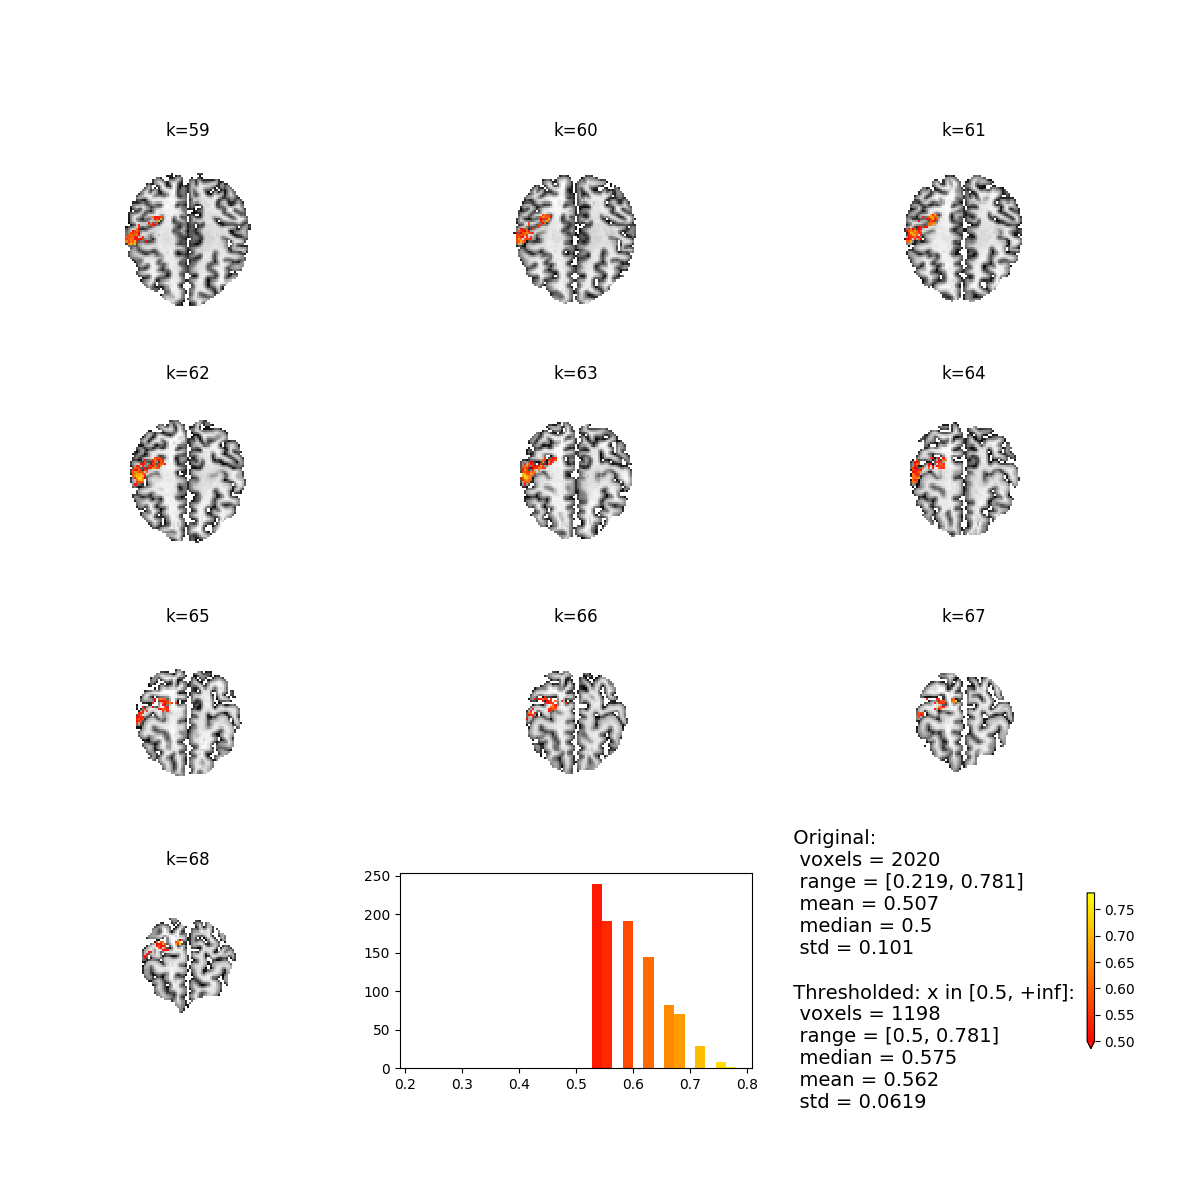 k=59
k=60
k=61
k=62
k=63
k=64
k=65
k=66
k=67
k=68
250
200
150
100
50
0
0.2 0.3 0.4 0.5 0.6 0.7 0.8
Original:
voxels = 2020
range = [0.219, 0.781]
mean = 0.507
median = 0.5
std = 0.101
Thresholded: x in [0.5, +inf]:
voxels = 1198
range = [0.5, 0.781]
median = 0.575
mean = 0.562
std = 0.0619
0.75
0.70
0.65
0.60
0.55
0.50